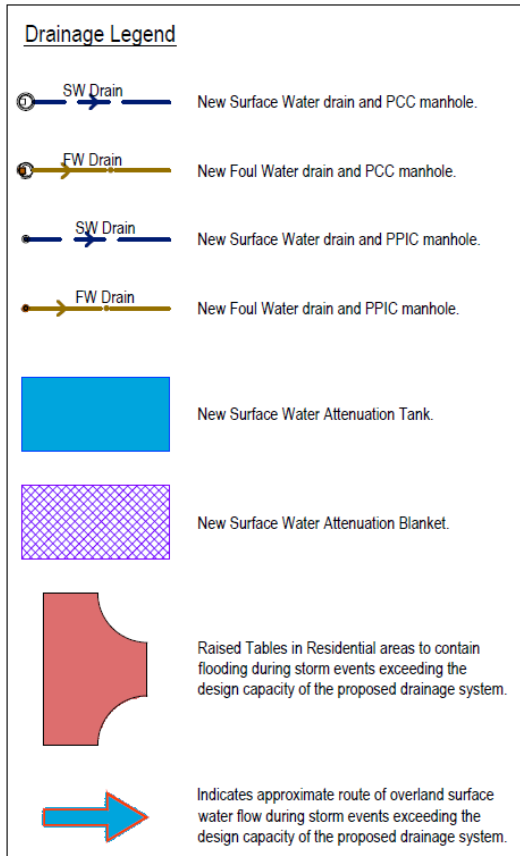 Drainage Legend
SW Drain
New Surface Water drain and PCC manhole.
FW Drain
New Foul Water drain and PCC manhole.
SW Drain
New Surface Water drain and PPIC manhole.
FW Drain
New Foul Water drain and PPIC manhole.
New Surface Water Attenuation Tank.
New Surface Water Attenuation Blanket.
Raised Tables in Residential areas to contain
flooding during storm events exceeding the
design capacity of the proposed drainage system.
Indicates approximate route of overland surface
water flow during storm events exceeding the
design capacity of the proposed drainage system.